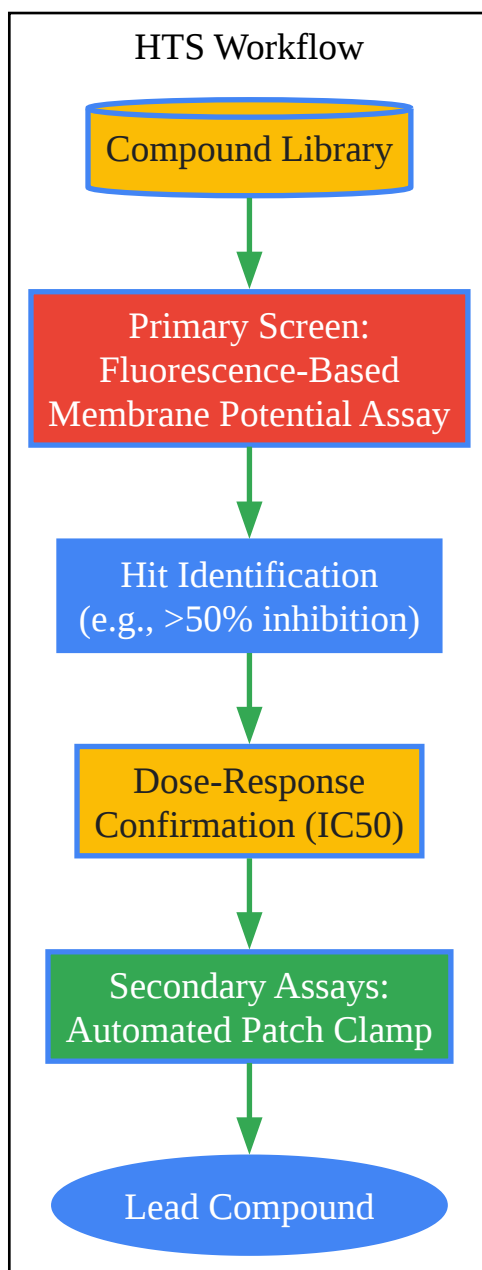 HTS Workflow
Compound Library
Primary Screen:
Fluorescence-Based
Membrane Potential Assay
Hit Identification
(e.g., >50% inhibition)
Dose-Response
Confirmation (IC50)
Secondary Assays:
Automated Patch Clamp
Lead Compound